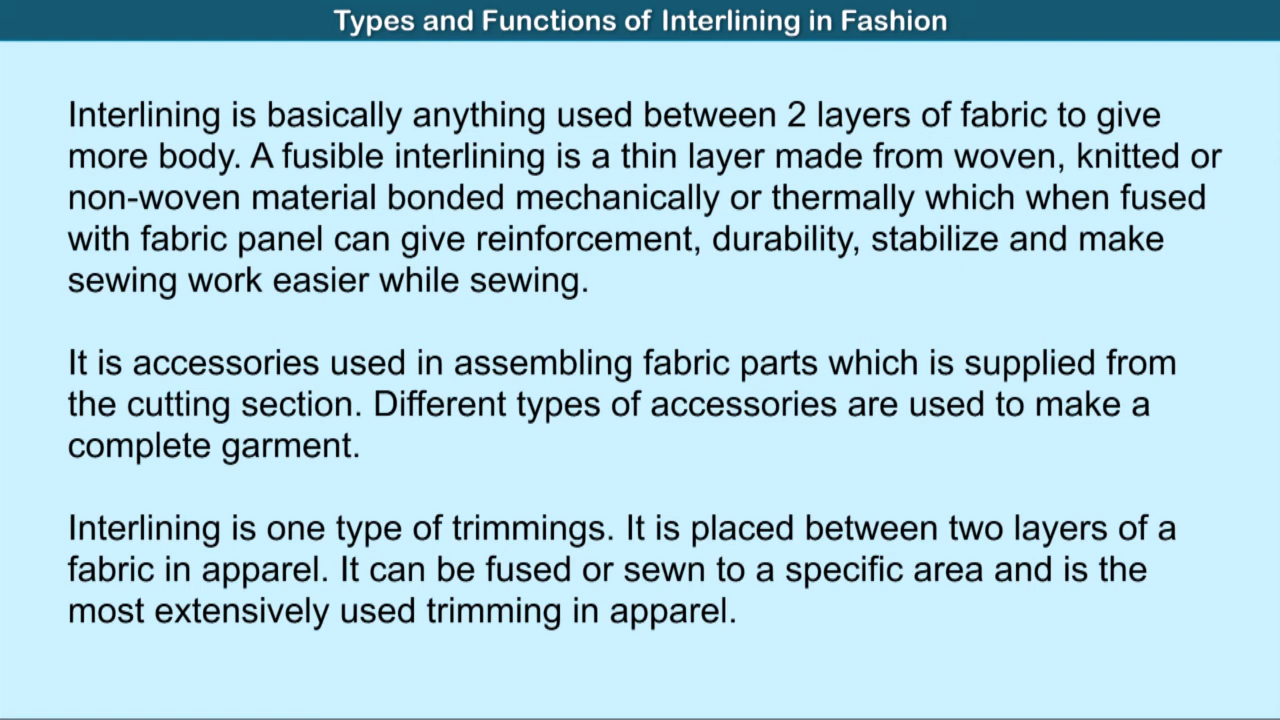 Types and Functions of Interlining in Fashion
Interlining is basically anything used between 2 layers of fabric to give
more body. A fusible interlining is a thin layer made from woven, knitted or
non-woven material bonded mechanically or thermally which when fused
with fabric panel can give reinforcement, durability, stabilize and make
sewing work easier while sewing.
It is accessories used in assembling fabric parts which is supplied from
the cutting section. Different types of accessories are used to make a
complete garment.
Interlining is one type of trimmings. It is placed between two layers of a
fabric in apparel. It can be fused or sewn to a specific area and is the
most extensively used trimming in apparel.